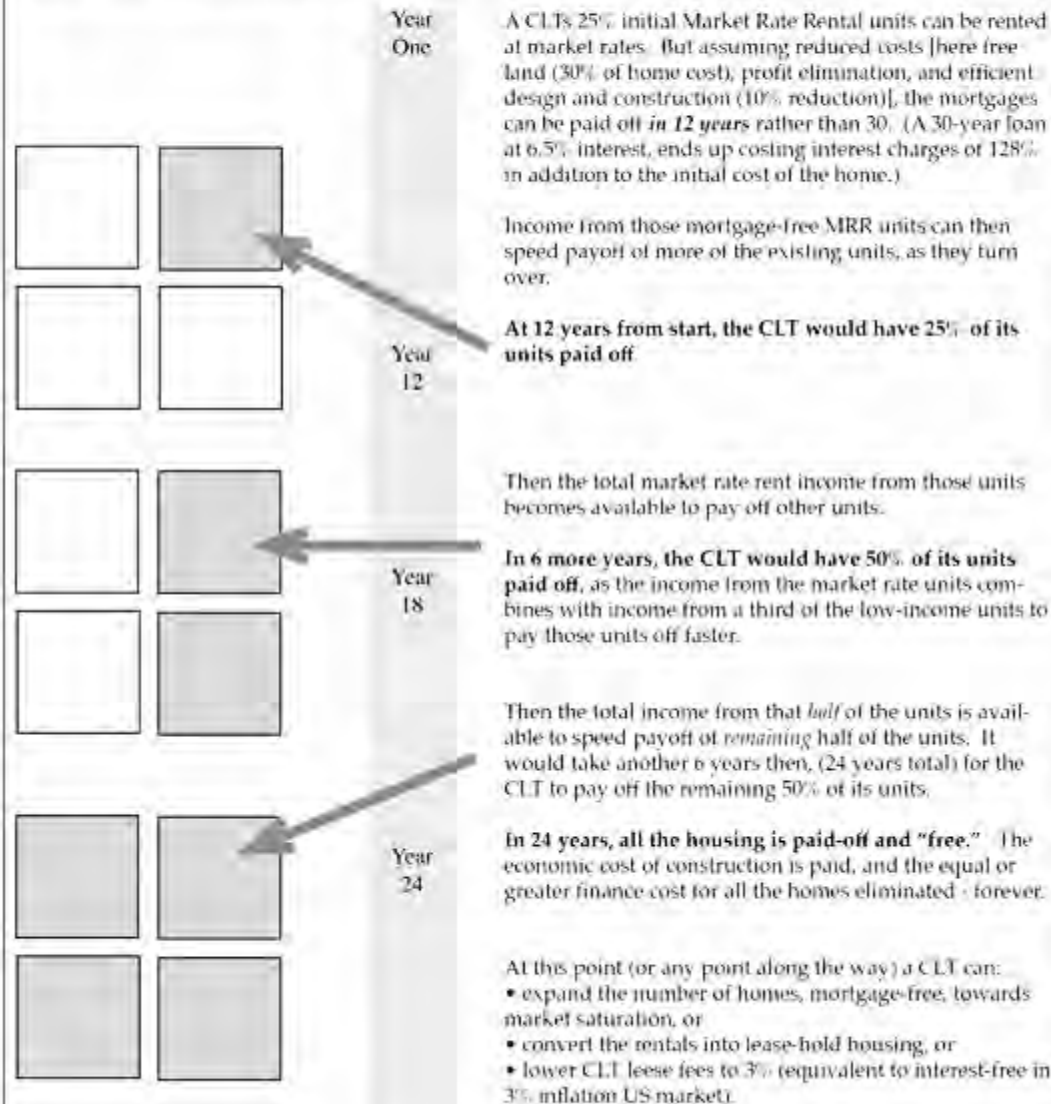 Year
One
A CLTs 25% initial Market Rate Rental units can be rented
at market rates. But assuming reduced costs [here free
land (30% of home cost), profit elimination, and efficient
design and construction (10% reduction)], the mortgages
can be paid off in 12 years rather than 30. (A 30-year loan
at 6.5% interest, ends up costing interest charges of 128%
in addition to the initial cost of the home.)
Income from those mortgage-free MRR units can then
speed payoff of more of the existing units, as they turn
over.
At 12 years from start, the CLT would have 25% of its
units paid off
Year
12
Then the total market rate rent income from those units
becomes available to pay off other units.
In 6 more years, the CLT would have 50% of its units
paid off, as the income from the market rate units com-
bines with income from a third of the low-income units to
pay those units off faster.
Year
18
Then the total income from that half of the units is avail-
able to speed payoff of remaining half of the units. It
would take another 6 years then, (24 years total) for the
CLT to pay off the remaining 50% of its units.
In 24 years, all the housing is paid-off and "free." The
economic cost of construction is paid, and the equal or
greater finance cost for all the homes eliminated - forever.
Year
24
At this point (or any point along the way) a CLT can:
• expand the number of homes, mortgage-free, towards
market saturation, or
• convert the rentals into lease-hold housing, or
• lower CLT leese fees to 3% (equivalent to interest-free in
3% inflation US market).